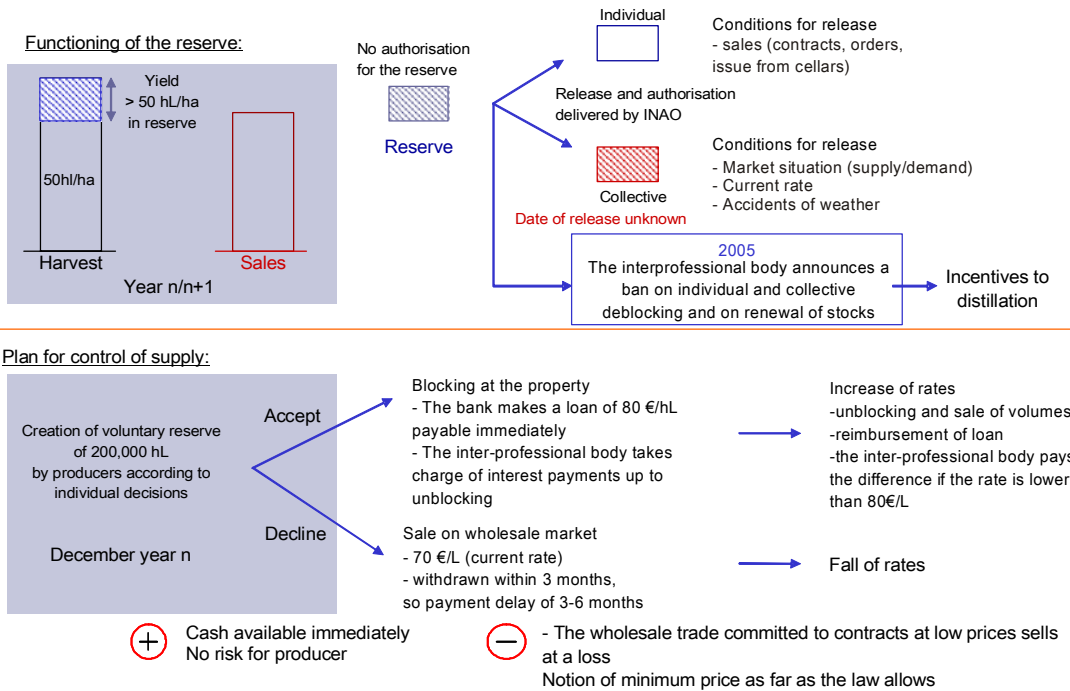 Functioning of the reserve:
Yield
> 50 hL/ha
in reserve
50hl/ha
Harvest
Sales
Year n/n+1
No authorisation
for the reserve
Reserve
Individual
Conditions for release
- sales (contracts, orders,
issue from cellars)
Release and authorisation
delivered by INAO
Conditions for release
- Market situation (supply/demand)
- Current rate
- Accidents of weather
Collective
Date of release unknown
2005
The interprofessional body announces a
ban on individual and collective
deblocking and on renewal of stocks
Incentives to
distillation
Plan for control of supply:
Creation of voluntary reserve
of 200,000 hL
by producers according to
individual decisions
December year n
Accept
Decline
Blocking at the property
- The bank makes a loan of 80 €/hL
payable immediately
- The inter-professional body takes
charge of interest payments up to
unblocking
Increase of rates
-unblocking and sale of volumes
-reimbursement of loan
-the inter-professional body pays
the difference if the rate is lower
than 80€/L
Sale on wholesale market
- 70 €/L (current rate)
- withdrawn within 3 months,
so payment delay of 3-6 months
Fall of rates
+
Cash available immediately
No risk for producer
−
- The wholesale trade committed to contracts at low prices sells
at a loss
Notion of minimum price as far as the law allows